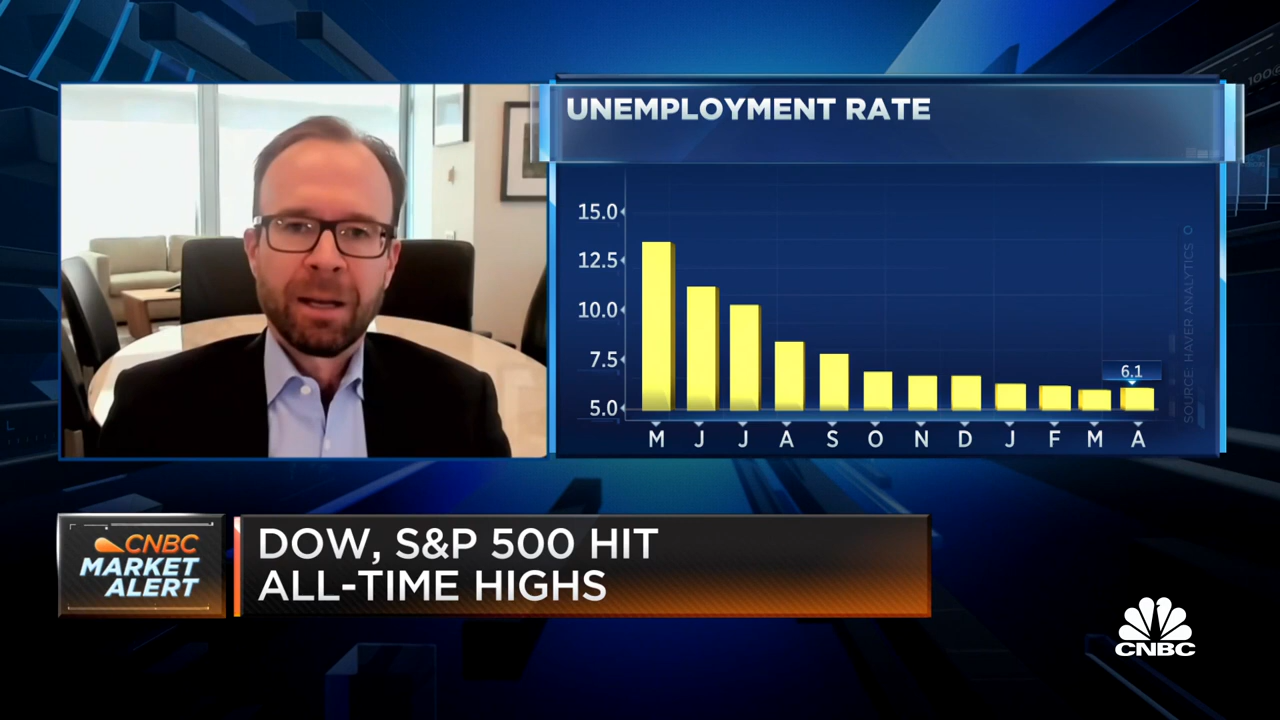 UNEMPLOYMENT RATE
15.0
12.5
10.0
7.5
5.0
6.1
M J J A S O N D J F M A
SOURCE: HAVER ANALYTICS
CNBC
MARKET
ALERT
DOW, S&P 500 HIT
ALL-TIME HIGHS
CNBC